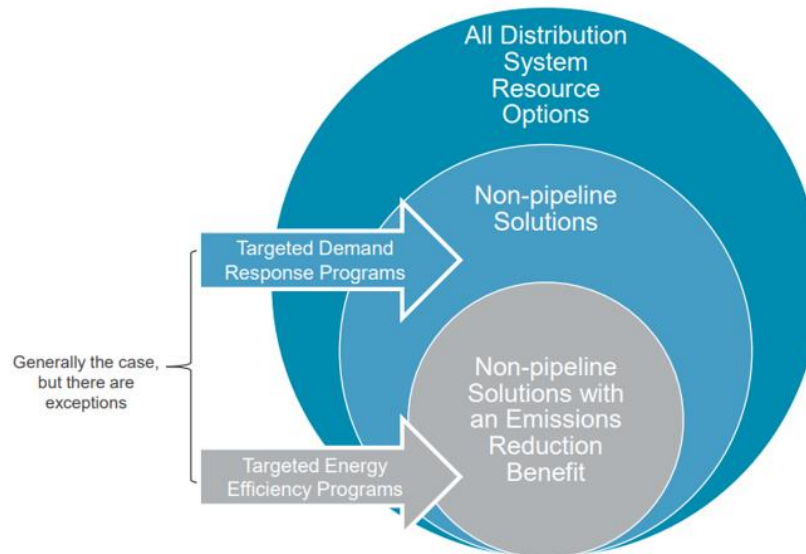 All Distribution
System
Resource
Options
Non-pipeline
Solutions
Targeted Demand
Response Programs
Generally the case,
but there are
exceptions
Non-pipeline
Solutions with
an Emissions
Reduction
Benefit
Targeted Energy
Efficiency Programs